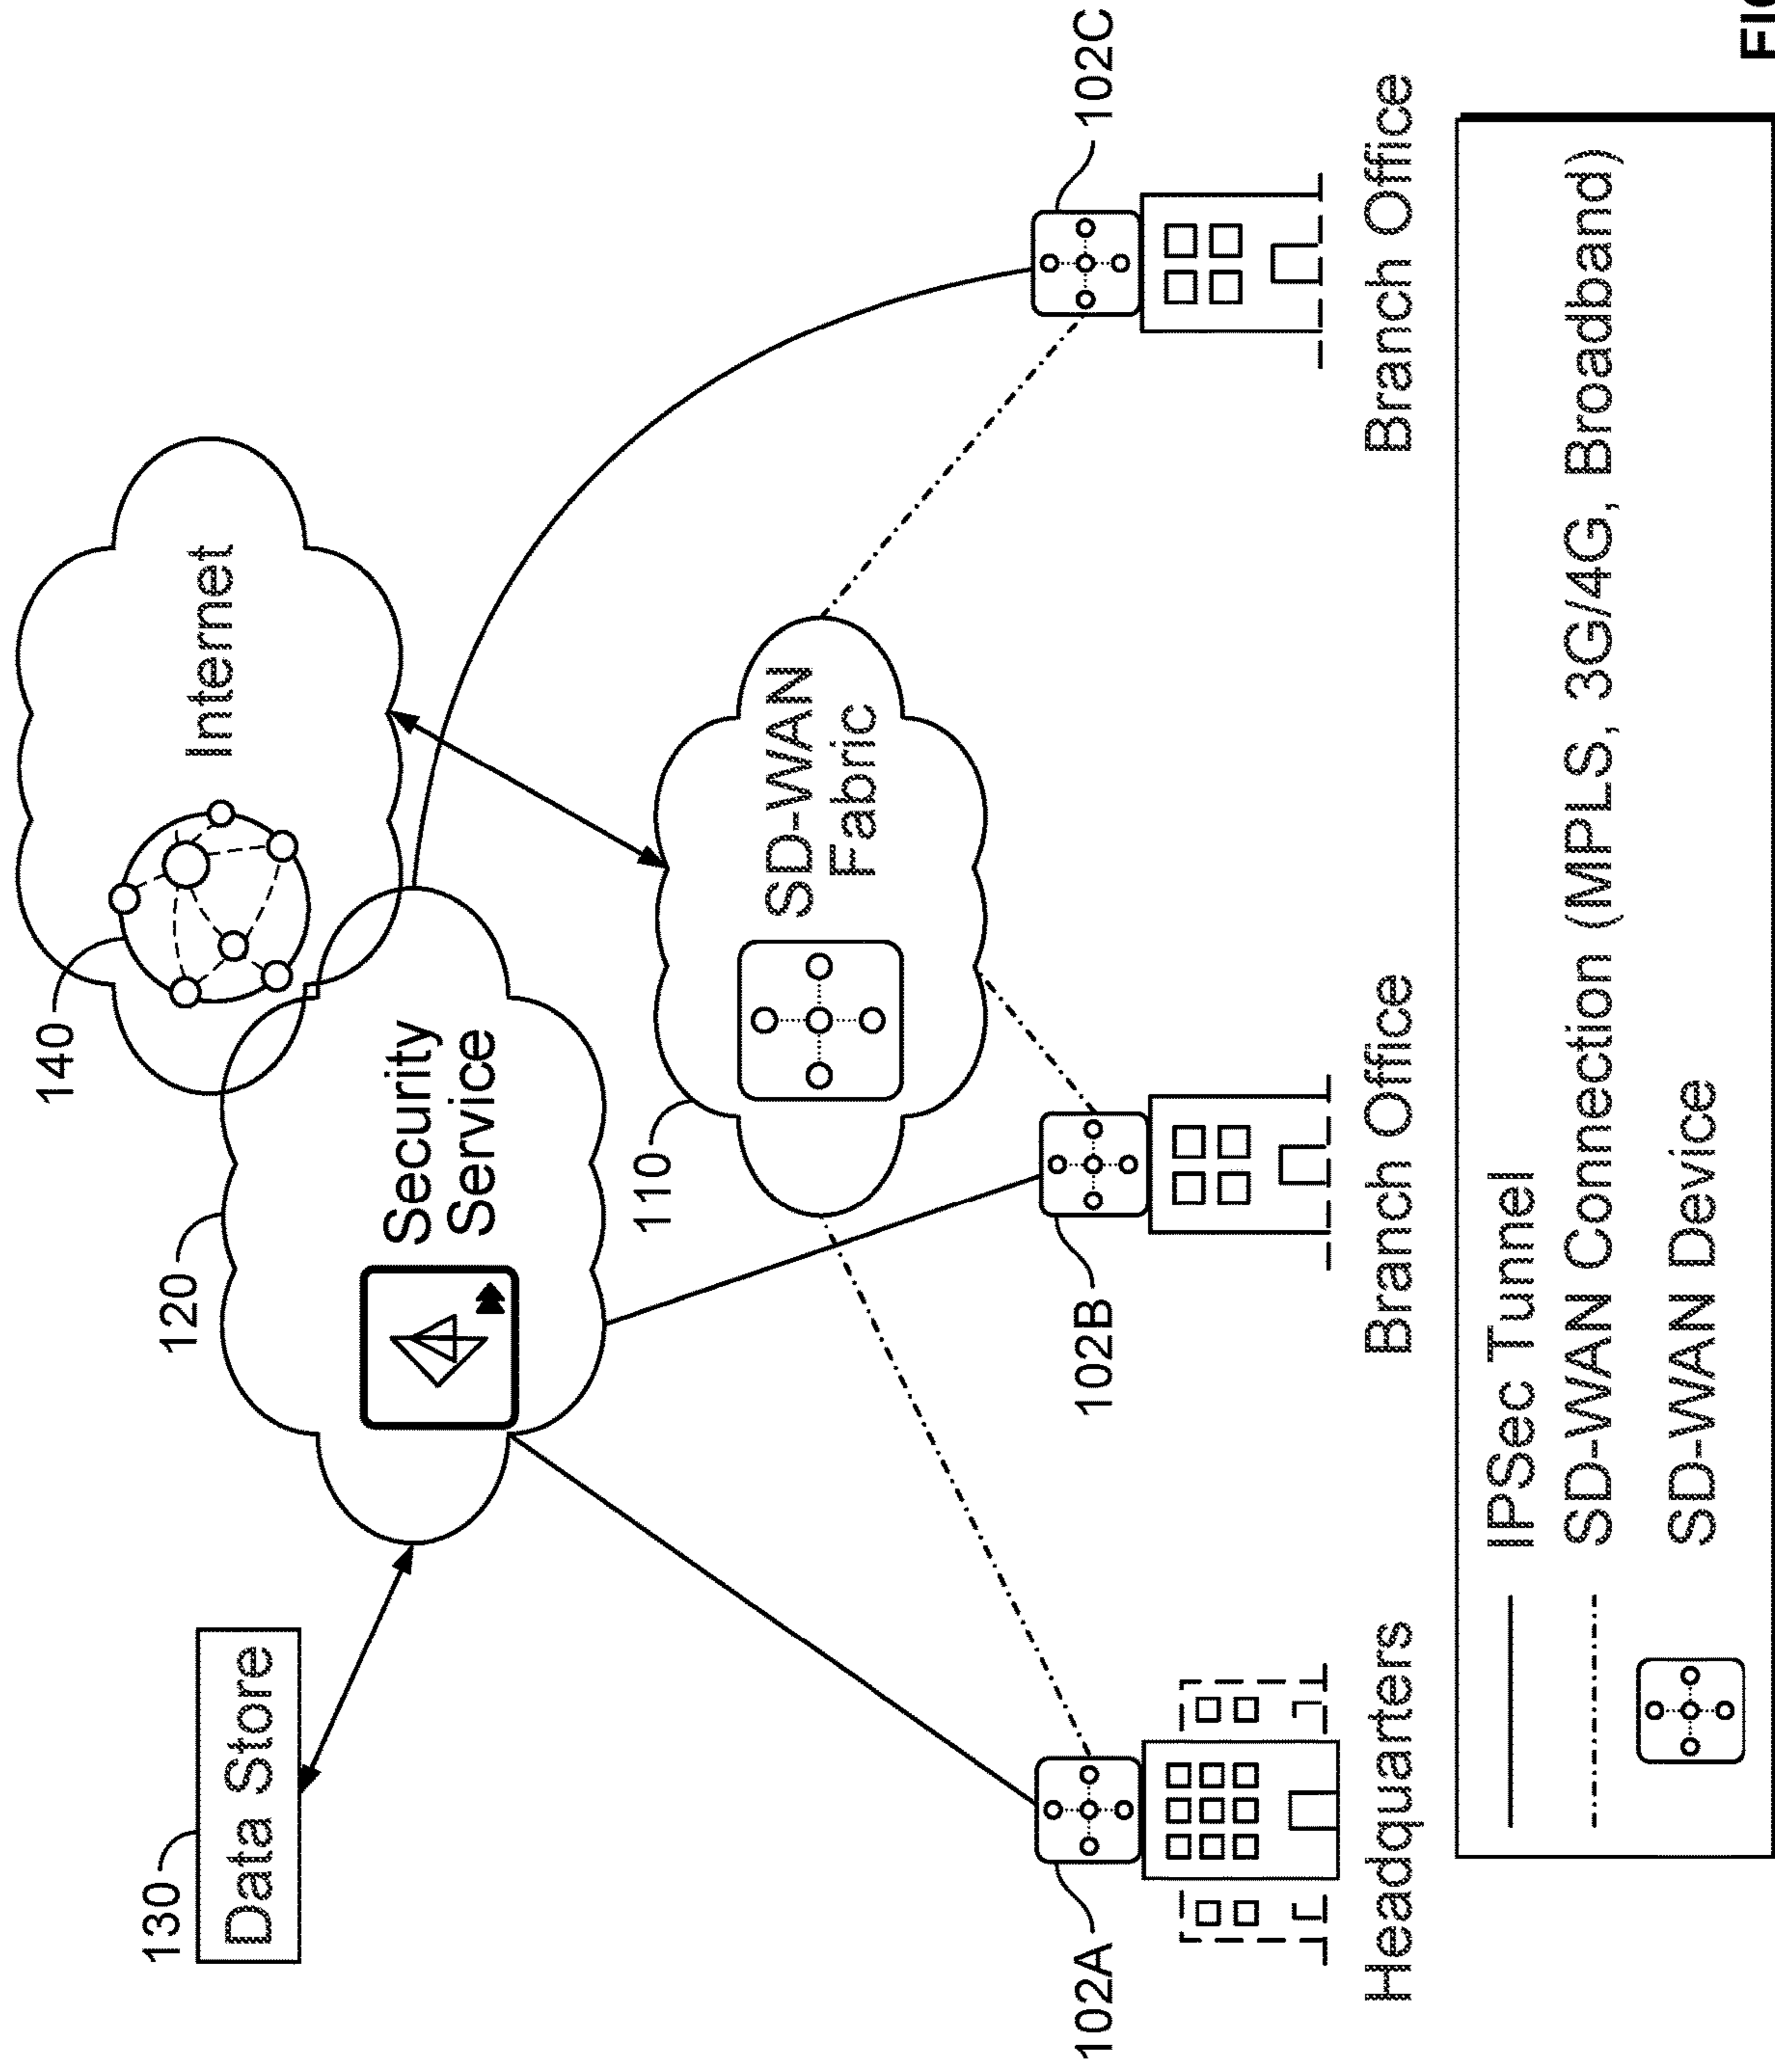 140
Internet
120
Security
Service
130
Data Store
110
SD-WAN
Fabric
102A
102B
102C
Headquarters
Branch Office
Branch Office
IPSec Tunnel
SD-WAN Connection (MPLS, 3G/4G, Broadband)
SD-WAN Device